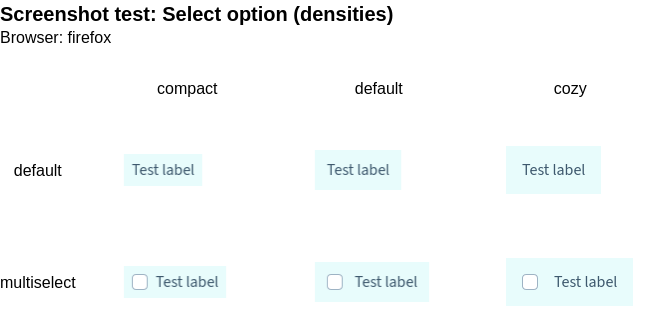 Screenshot test: Select option (densities)
Browser: firefox
compact default cozy
default Test label Test label Test label
multiselect Test label Test label Test label